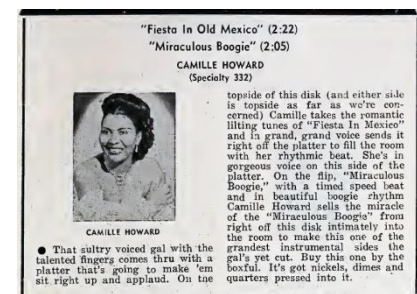 "Fiesta In Old Mexico" (2:22)
"Miraculous Boogie" (2:05)
CAMILLE HOWARD
(Specialty 332)
CAMILLE HOWARD
● That sultry voiced gal with the
talented fingers comes thru with a
platter that's going to make 'em
sit right up and applaud. On the
topside of this disk (and either side
is topside as far as we're con-
cerned) Camille takes the romantic
lilting tunes of "Fiesta In Mexico"
and in grand, grand voice sends it
right off the platter to fill the room
with her rhythmic beat. She's in
gorgeous voice on this side of the
platter. On the flip, "Miraculous
Boogie," with a timed speed beat
and in beautiful boogie rhythm
Camille Howard sells the miracle
of the "Miraculous Boogie" from
right off this disk intimately into
the room to make this one of the
grandest instrumental sides the
gal's yet cut. Buy this one by the
boxful. It's got nickels, dimes and
quarters pressed into it.